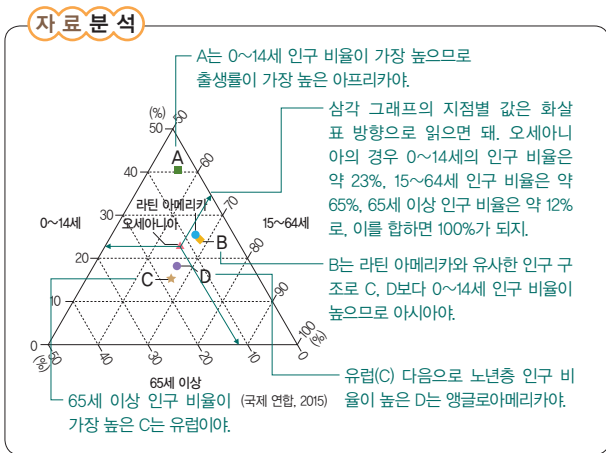 자료분석
A는 0~14세 인구 비율이 가장 높으므로
출생률이 가장 높은 아프리카야.
삼각 그래프의 지점별 값은 화살
표 방향으로 읽으면 돼. 오세아니
아의 경우 0~14세의 인구 비율은
약 23%, 15~64세 인구 비율은 약
65%, 65세 이상 인구 비율은 약 12%
로, 이를 합하면 100%가 되지.
B는 라틴 아메리카와 유사한 인구 구
조로 C, D보다 0~14세 인구 비율이
높으므로 아시아야.
유럽(C) 다음으로 노년층 인구 비
율이 높은 D는 앵글로아메리카야.
(%)
50
50
40
A
60
30
라틴 아메리카
70
0~14세
오세아니아
15~64세
20
B
80
C
D
10
90
0
100
(%)
50
40
30
20
10
0
(%)
65세 이상
65세 이상 인구 비율이
가장 높은 C는 유럽이야.
(국제 연합, 2015)